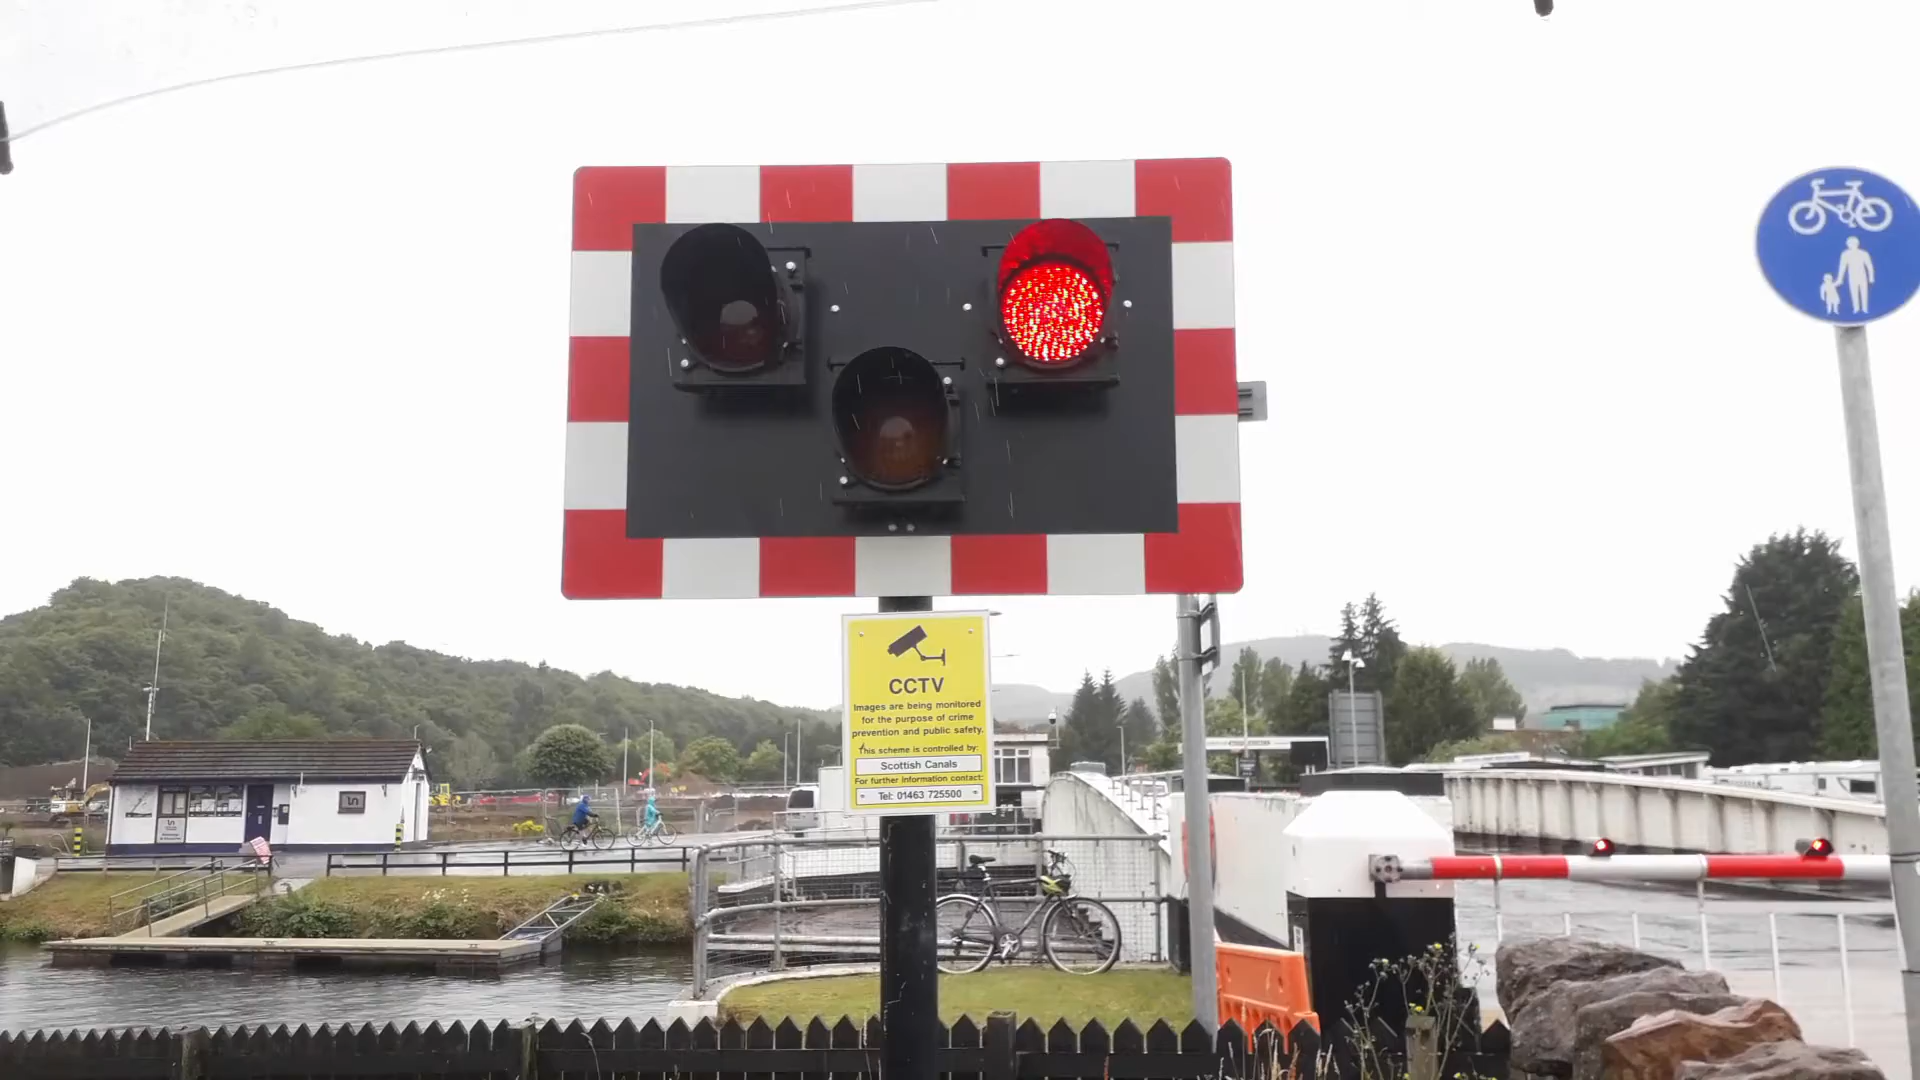 CCTV
Images are being monitored
for the purpose of crime
prevention and public safety.
This scheme is controlled by:
Scottish Canals
For further information contact:
Tel: 01463 725500